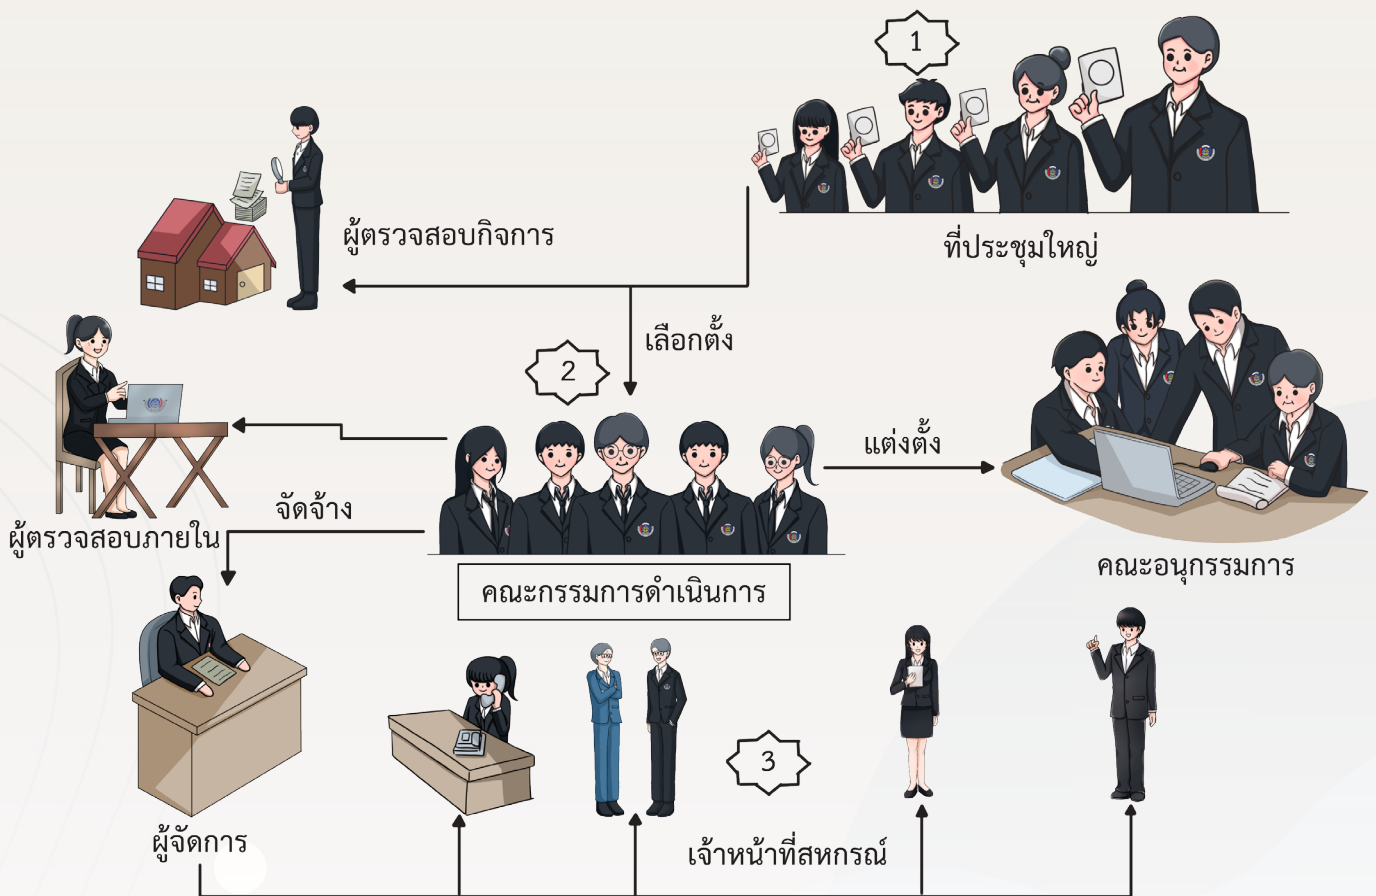 1
ที่ประชุมใหญ่
ผู้ตรวจสอบกิจการ
เลือกตั้ง
2
แต่งตั้ง
จัดจ้าง
ผู้ตรวจสอบภายใน
คณะกรรมการดำเนินการ
คณะอนุกรรมการ
3
ผู้จัดการ
เจ้าหน้าที่สหกรณ์